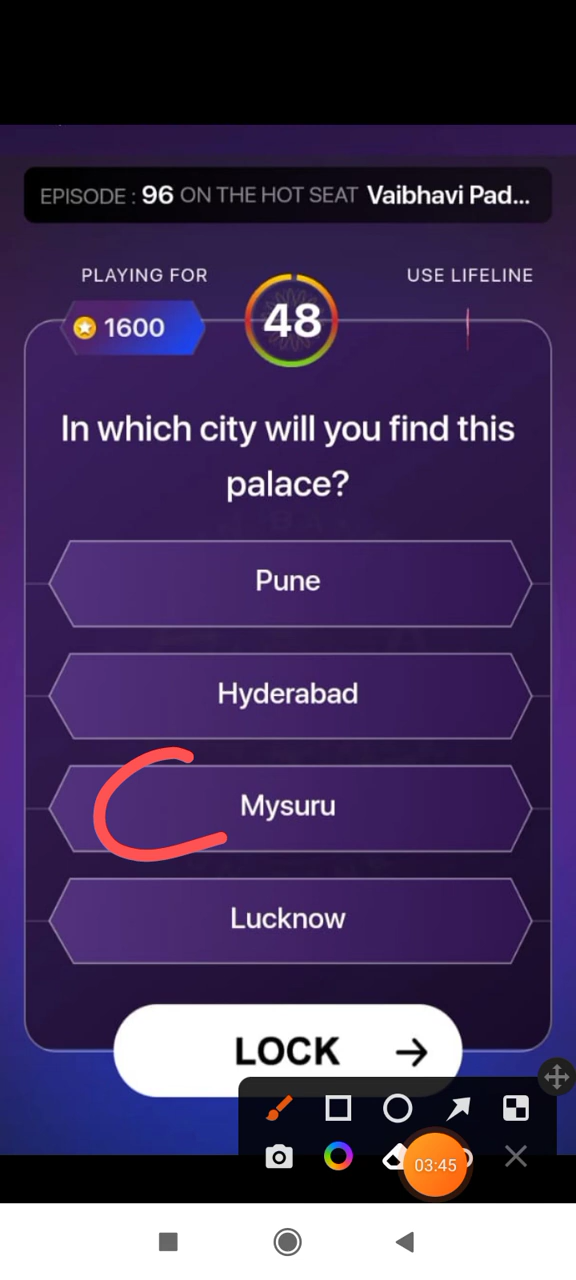 EPISODE : 96 ON THE HOT SEAT Vaibhavi Pad...
PLAYING FOR
USE LIFELINE
1600
48
In which city will you find this
palace?
Pune
Hyderabad
Mysuru
Lucknow
LOCK →
03:45